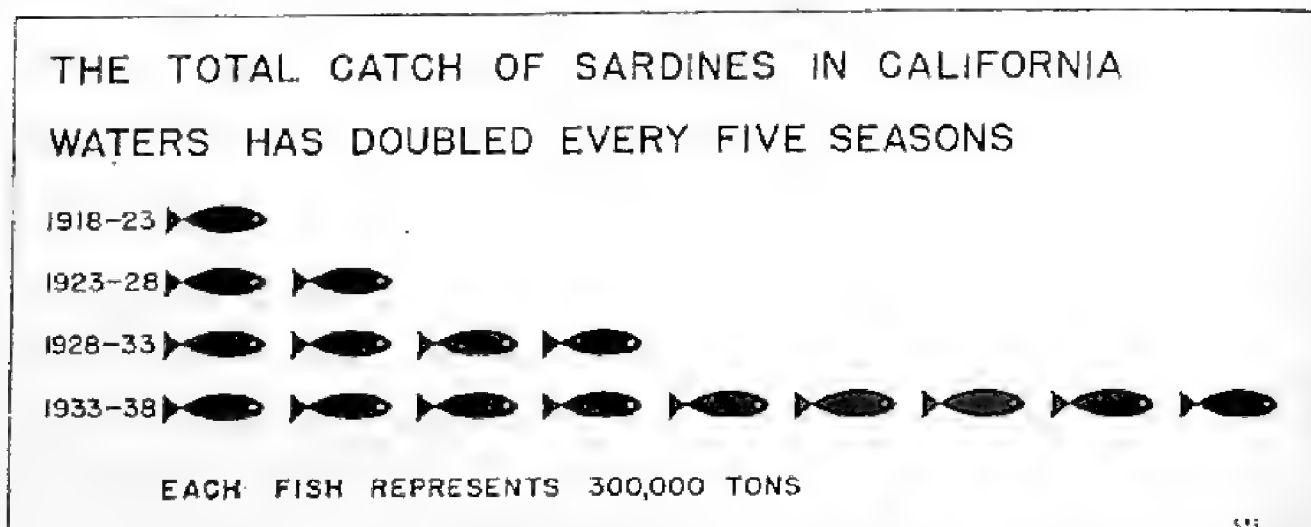 THE TOTAL CATCH OF SARDINES IN CALIFORNIA
WATERS HAS DOUBLED EVERY FIVE SEASONS
1918-23
1923-28
1928-33
1933-38
EACH FISH REPRESENTS 300,000 TONS